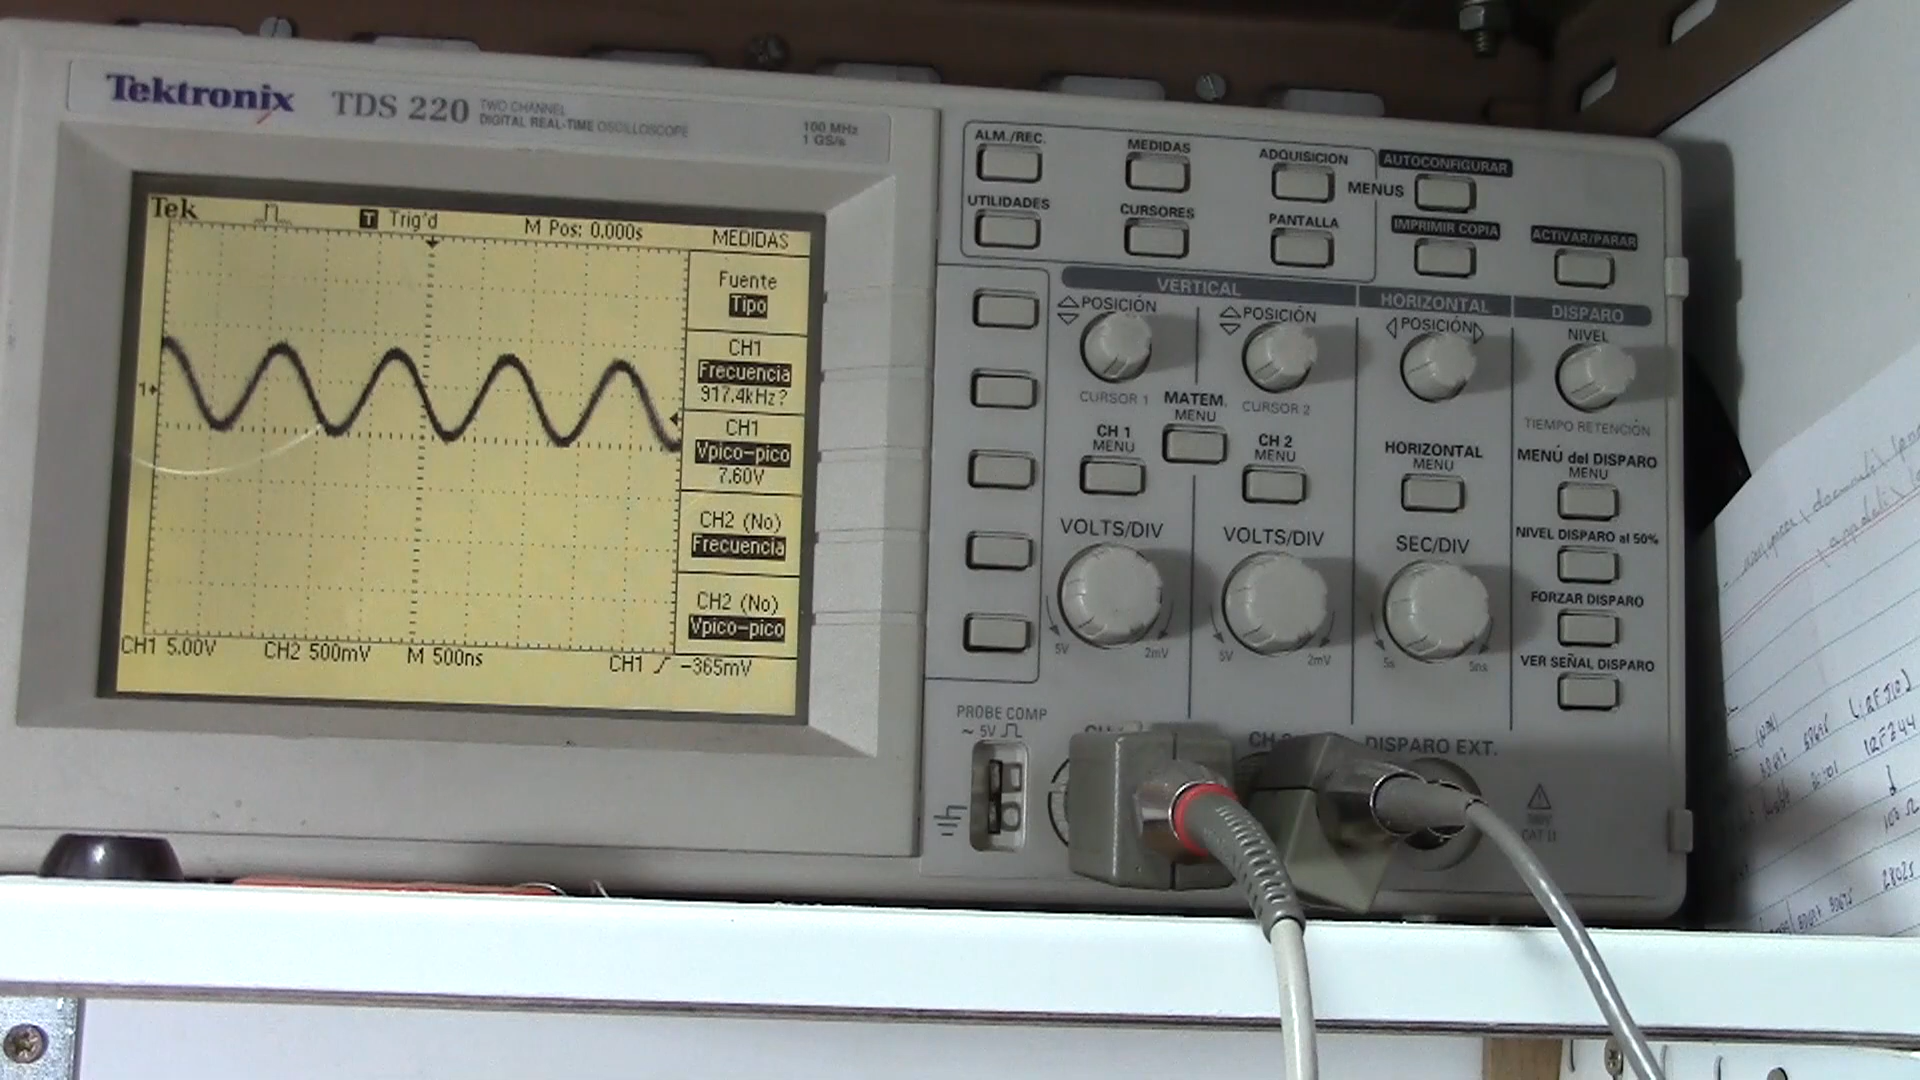 Tektronix TDS 220 TWO CHANNEL
DIGITAL REAL-TIME OSCILLOSCOPE
100 MHz
1 GS/s
Tek T Trig'd M Pos: 0.000s MEDIDAS
Fuente
Tipo
CH1
Frecuencia
917.4kHz?
CH1
Vpico-pico
7.60V
CH2 (No)
Frecuencia
CH2 (No)
Vpico-pico
1
CH1 5.00V CH2 500mV M 500ns CH1 -365mV
ALM./REC. MEDIDAS ADQUISICION AUTOCONFIGURAR
MENUS
UTILIDADES CURSORES PANTALLA IMPRIMIR COPIA ACTIVAR/PARAR
VERTICAL HORIZONTAL DISPARO
POSICIÓN POSICIÓN POSICIÓN NIVEL
CURSOR 1 MATEM. CURSOR 2 TIEMPO RETENCIÓN
MENU
CH 1 CH 2 HORIZONTAL MENÚ del DISPARO
MENU MENU MENU MENU
VOLTS/DIV VOLTS/DIV SEC/DIV NIVEL DISPARO al 50%
FORZAR DISPARO
5V 2mV 5V 2mV 5s 5ns VER SEÑAL DISPARO
PROBE COMP
~ 5V
DISPARO EXT.
CAT II
IRFZ44